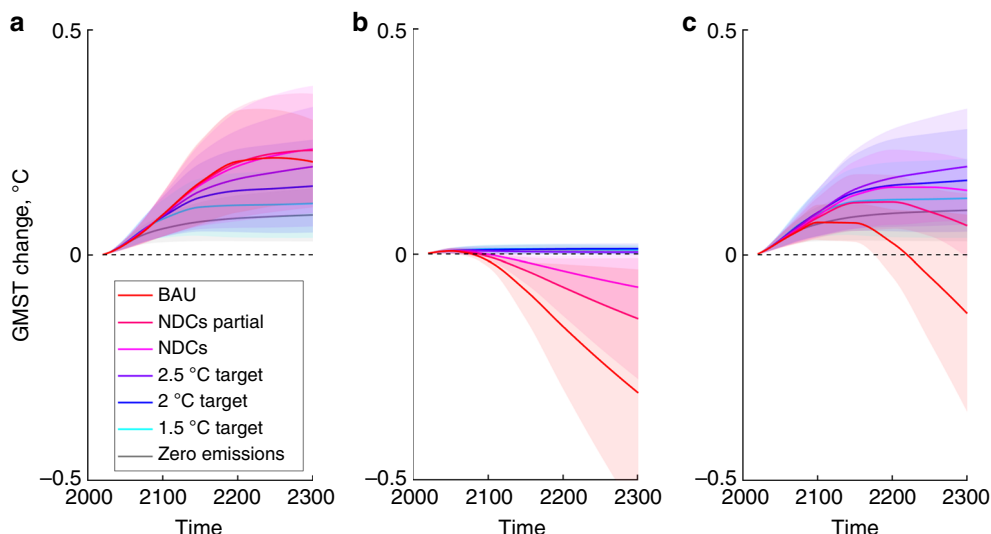 a
b
c
0.5
0.5
0.5
GMST change, °C
0
0
0
BAU
NDCs partial
NDCs
2.5 °C target
2 °C target
1.5 °C target
Zero emissions
–0.5
–0.5
–0.5
2000 2100 2200 2300
2000 2100 2200 2300
2000 2100 2200 2300
Time
Time
Time